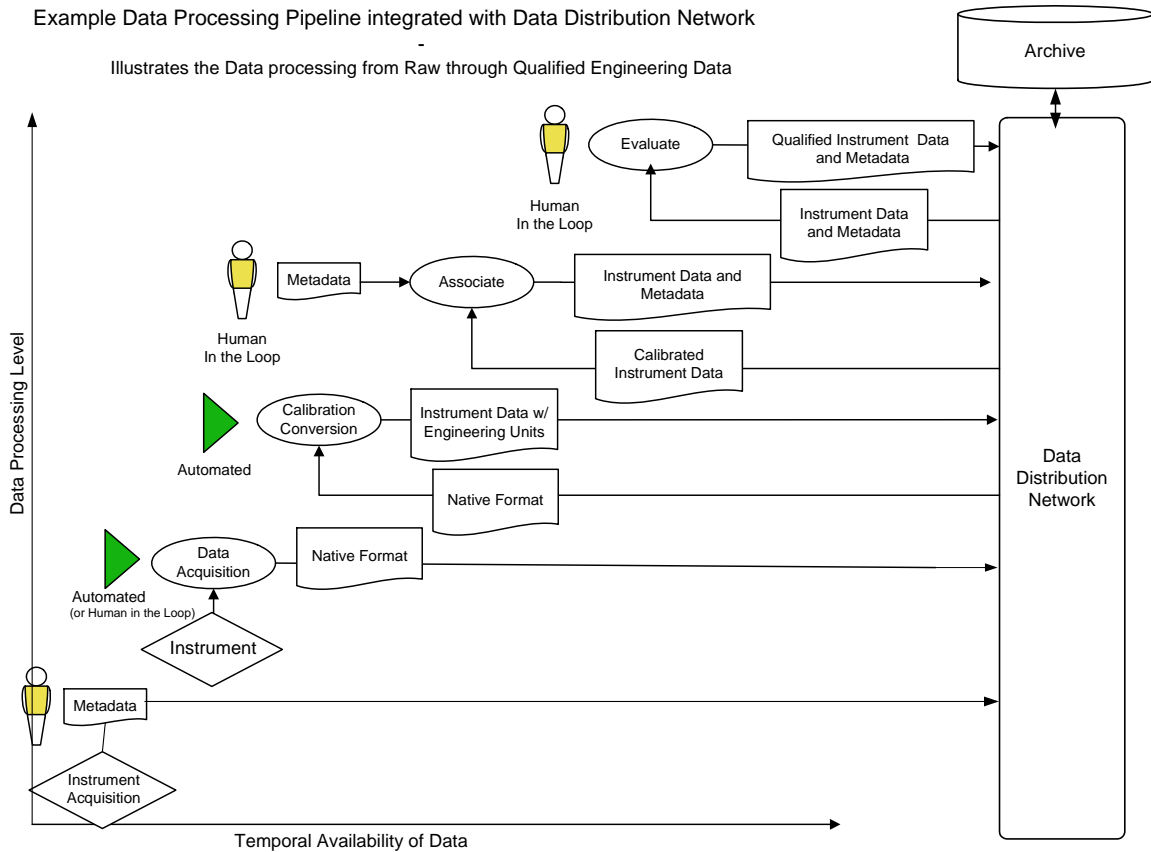 Example Data Processing Pipeline integrated with Data Distribution Network
-
Illustrates the Data processing from Raw through Qualified Engineering Data
Archive
Evaluate
Qualified Instrument Data
and Metadata
Human
In the Loop
Instrument Data
and Metadata
Metadata
Associate
Instrument Data and
Metadata
Human
In the Loop
Calibrated
Instrument Data
Data Processing Level
Calibration
Conversion
Instrument Data w/
Engineering Units
Automated
Native Format
Data
Distribution
Network
Data
Acquisition
Native Format
Automated
(or Human in the Loop)
Instrument
Metadata
Instrument
Acquisition
Temporal Availability of Data